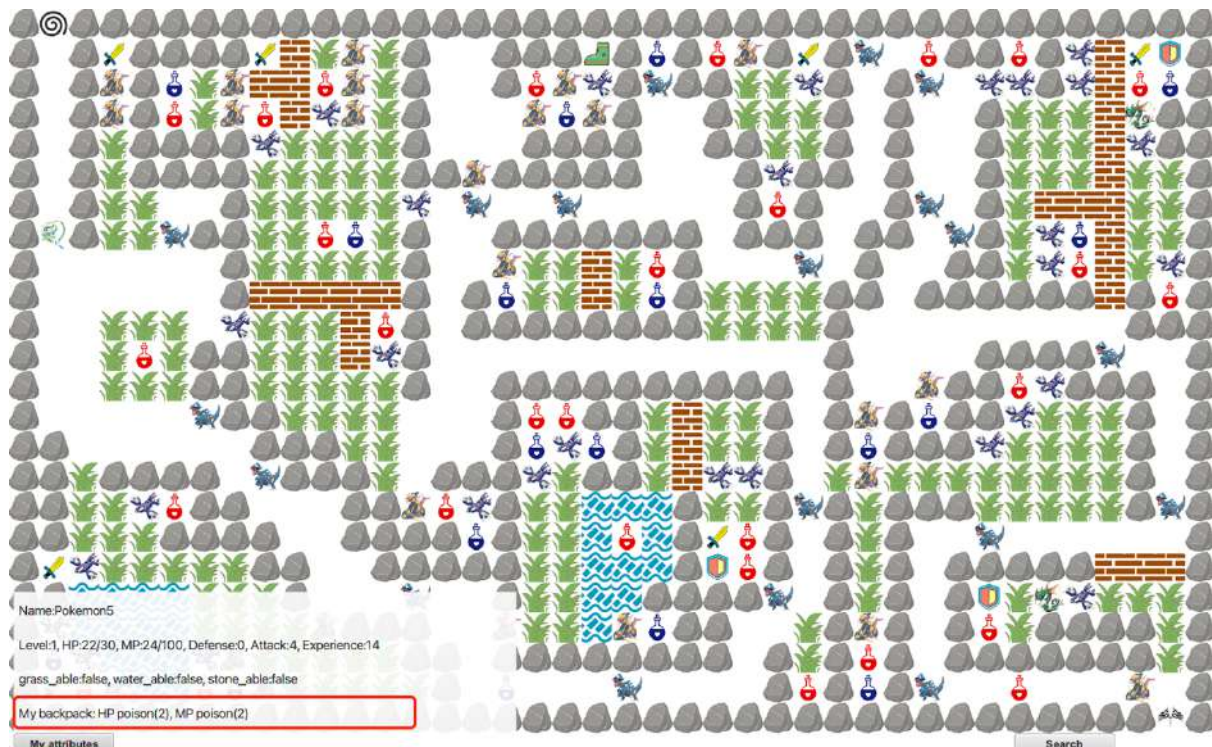 Name:Pokemon5
Level:1, HP:22/30, MP:24/100, Defense:0, Attack:4, Experience:14
grass_able:false, water_able:false, stone_able:false
My backpack: HP poison(2), MP poison(2)
My attributes
Search